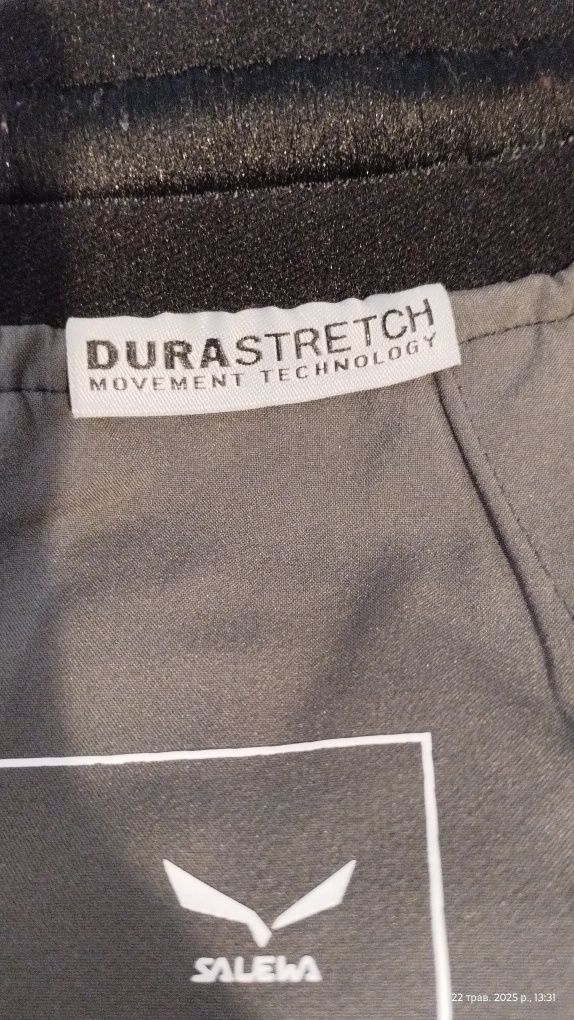 DURASTRETCH
MOVEMENT TECHNOLOGY
SALEWA
22 трав. 2025 р., 13:31